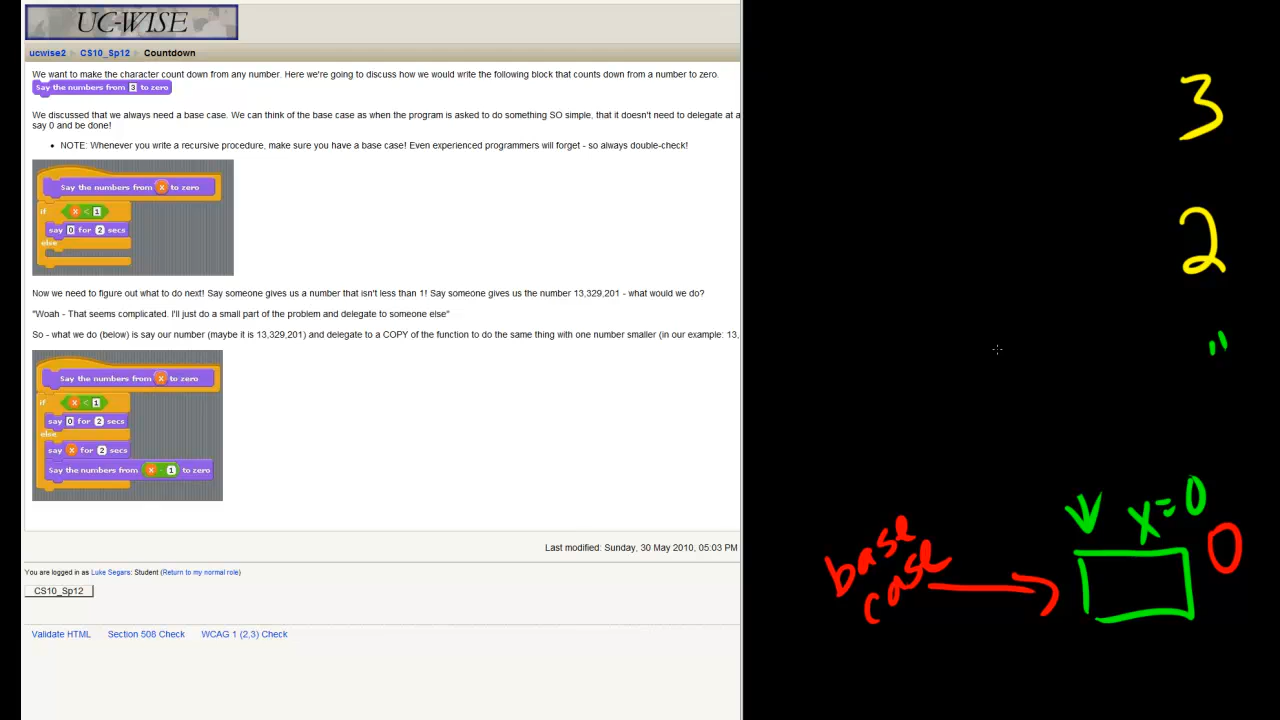 UC-WISE
ucwise2 CS10_Sp12 Countdown
We want to make the character count down from any number. Here we're going to discuss how we would write the following block that counts down from a number to zero.
Say the numbers from 3 to zero
We discussed that we always need a base case. We can think of the base case as when the program is asked to do something SO simple, that it doesn't need to delegate at a
say 0 and be done!
• NOTE: Whenever you write a recursive procedure, make sure you have a base case! Even experienced programmers will forget - so always double-check!
Say the numbers from x to zero
if x < 1
say 0 for 2 secs
else
Now we need to figure out what to do next! Say someone gives us a number that isn't less than 1! Say someone gives us the number 13,329,201 - what would we do?
"Woah - That seems complicated. I'll just do a small part of the problem and delegate to someone else"
So - what we do (below) is say our number (maybe it is 13,329,201) and delegate to a COPY of the function to do the same thing with one number smaller (in our example: 13,
Say the numbers from x to zero
if x < 1
say 0 for 2 secs
else
say x for 2 secs
Say the numbers from x - 1 to zero
Last modified: Sunday, 30 May 2010, 05:03 PM
You are logged in as Luke Segars: Student (Return to my normal role)
CS10_Sp12
Validate HTML Section 508 Check WCAG 1 (2,3) Check
3
2
"
x=0
0
base
case